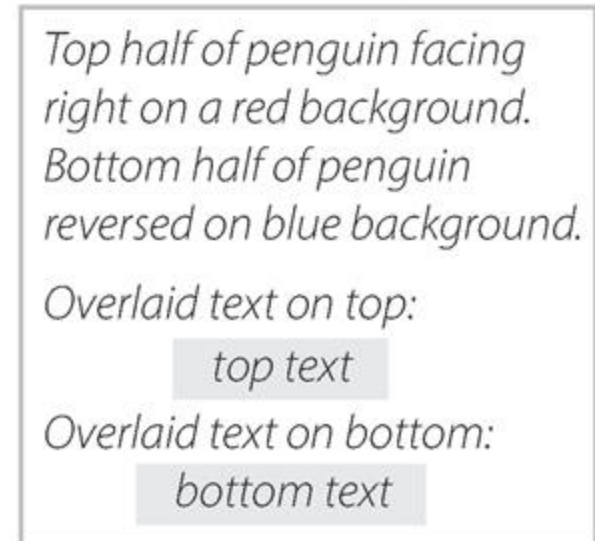 Top half of penguin facing
right on a red background.
Bottom half of penguin
reversed on blue background.
Overlaid text on top:
top text
Overlaid text on bottom:
bottom text